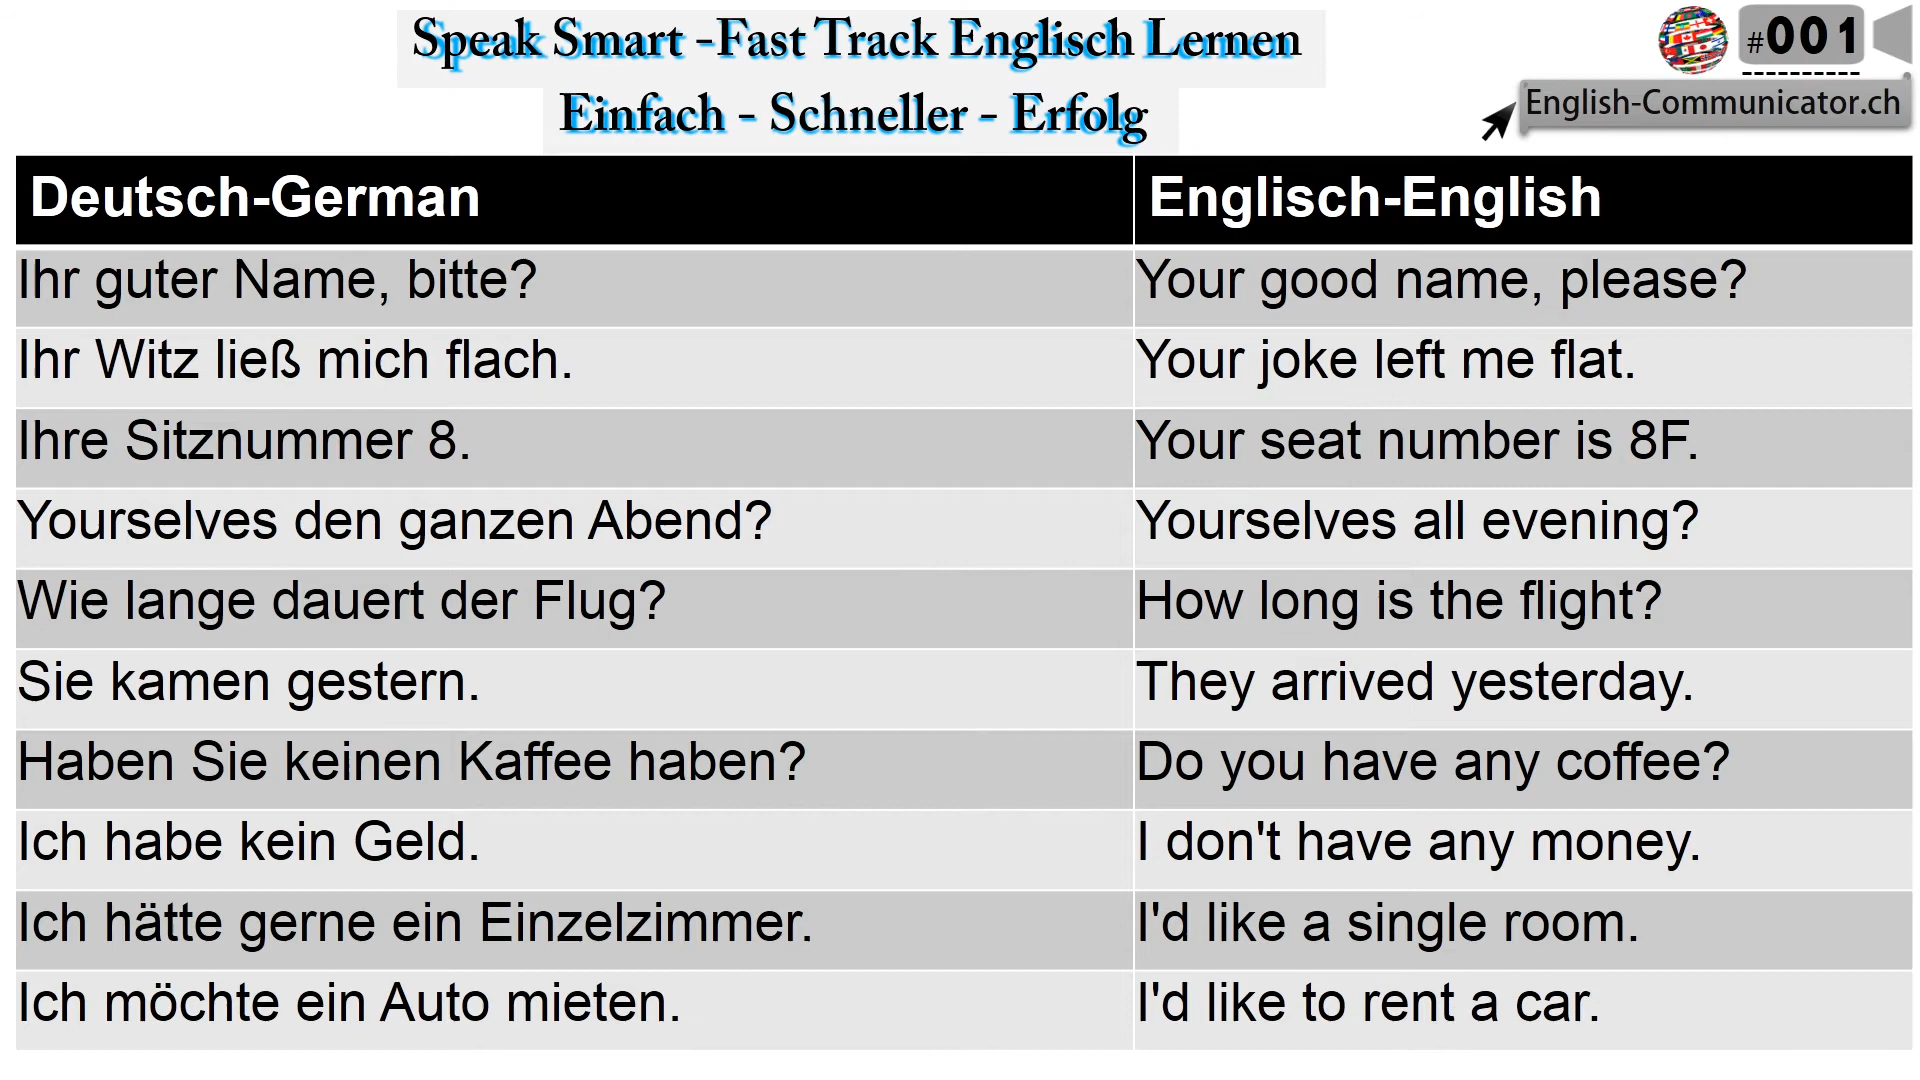 Speak Smart -Fast Track Englisch Lernen
Einfach - Schneller - Erfolg
#001
English-Communicator.ch
Deutsch-German Englisch-English
Ihr guter Name, bitte? Your good name, please?
Ihr Witz ließ mich flach. Your joke left me flat.
Ihre Sitznummer 8. Your seat number is 8F.
Yourselves den ganzen Abend? Yourselves all evening?
Wie lange dauert der Flug? How long is the flight?
Sie kamen gestern. They arrived yesterday.
Haben Sie keinen Kaffee haben? Do you have any coffee?
Ich habe kein Geld. I don't have any money.
Ich hätte gerne ein Einzelzimmer. I'd like a single room.
Ich möchte ein Auto mieten. I'd like to rent a car.